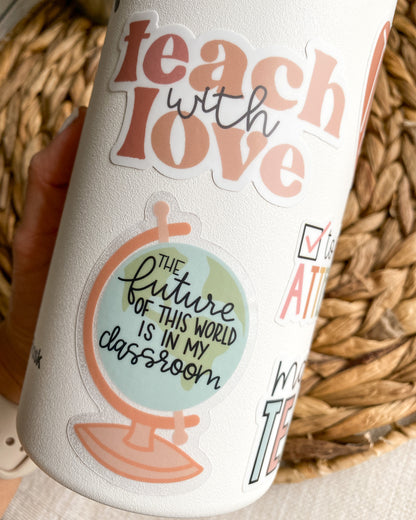 teach
with
love
THE
future
OF THIS WORLD
IS IN MY
classroom